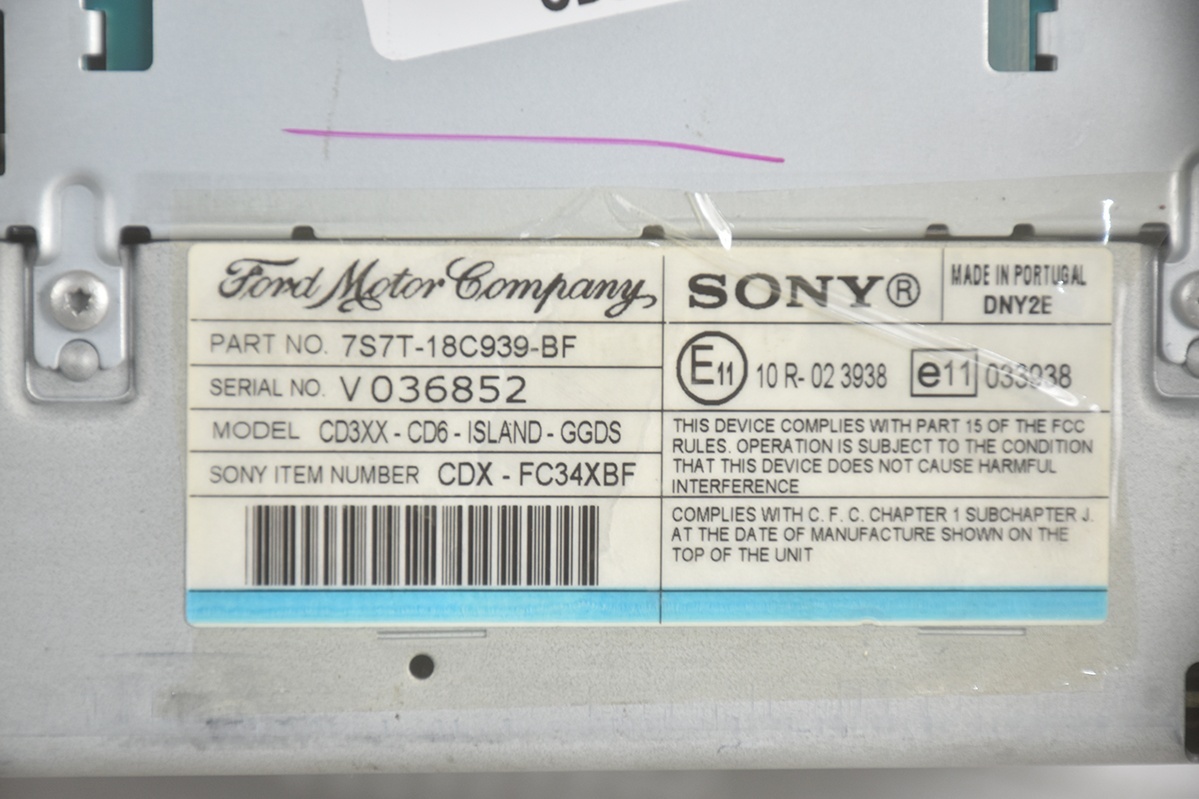 Ford Motor Company
PART NO. 7S7T-18C939-BF
SERIAL NO. V 036852
MODEL CD3XX - CD6 - ISLAND - GGDS
SONY ITEM NUMBER CDX - FC34XBF
SONY®
MADE IN PORTUGAL
DNY2E
E11 10 R- 02 3938 e11 033938
THIS DEVICE COMPLIES WITH PART 15 OF THE FCC
RULES. OPERATION IS SUBJECT TO THE CONDITION
THAT THIS DEVICE DOES NOT CAUSE HARMFUL
INTERFERENCE
COMPLIES WITH C. F. C. CHAPTER 1 SUBCHAPTER J.
AT THE DATE OF MANUFACTURE SHOWN ON THE
TOP OF THE UNIT